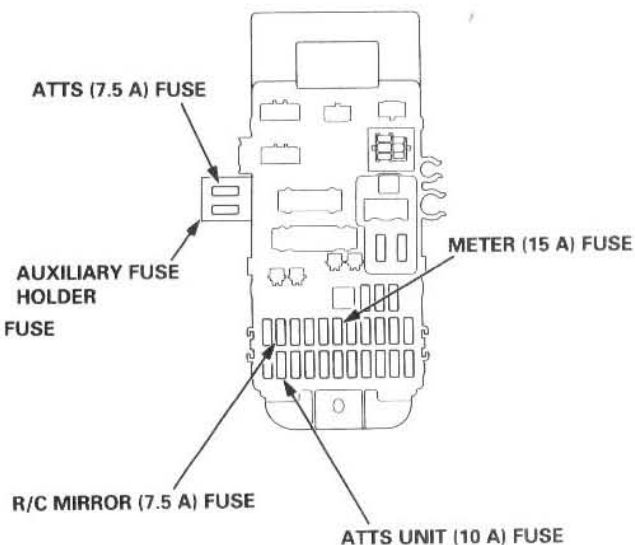 ATTS (7.5 A) FUSE
METER (15 A) FUSE
AUXILIARY FUSE
HOLDER
FUSE
R/C MIRROR (7.5 A) FUSE
ATTS UNIT (10 A) FUSE